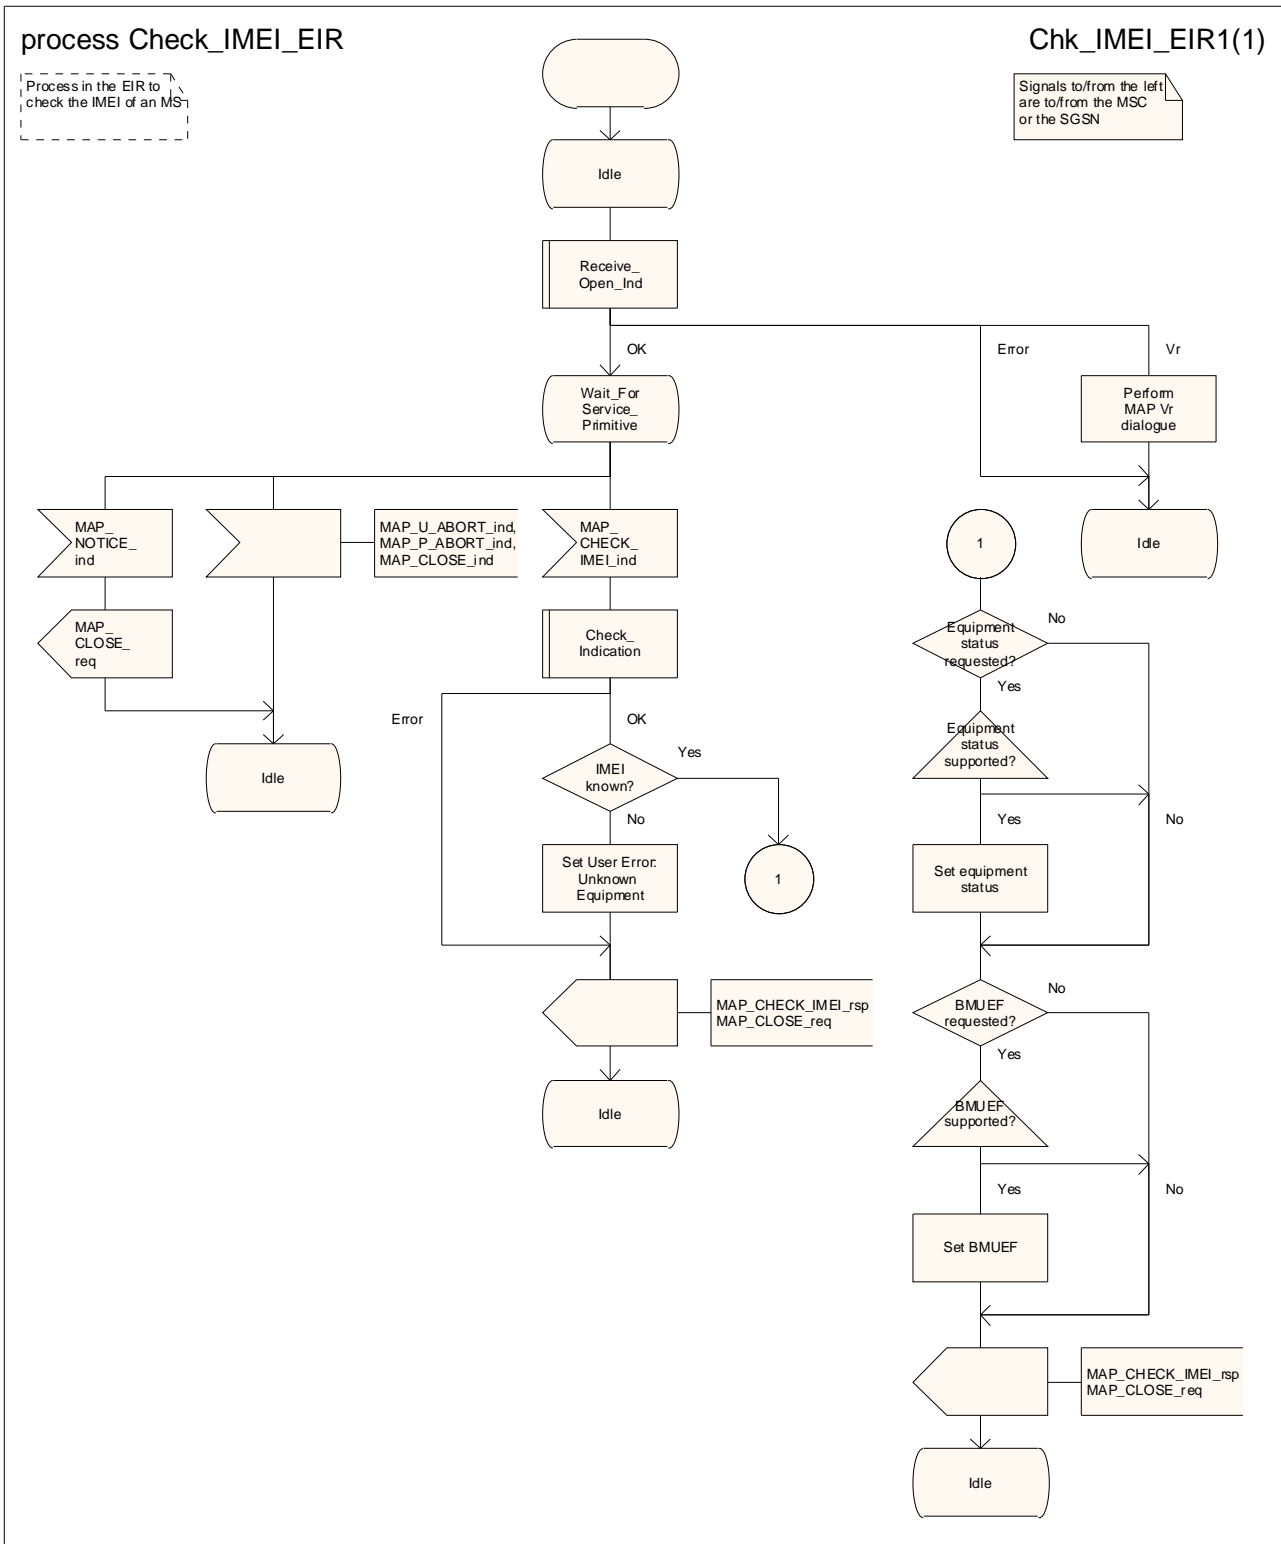 process Check_IMEI_EIR
Chk_IMEI_EIR1(1)
Process in the EIR to
check the IMEI of an MS
Signals to/from the left
are to/from the MSC
or the SGSN
Idle
Receive_
Open_Ind
OK
Error
Vr
Wait_For
Service_
Primitive
Perform
MAP Vr
dialogue
Idle
MAP_
NOTICE_
ind
MAP_U_ABORT_ind,
MAP_P_ABORT_ind,
MAP_CLOSE_ind
MAP_
CHECK_
IMEI_ind
MAP_
CLOSE_
req
Check_
Indication
Error
OK
Idle
IMEI
known?
Yes
No
Set User Error:
Unknown
Equipment
1
MAP_CHECK_IMEI_rsp
MAP_CLOSE_req
Idle
1
Equipment
status
requested?
No
Yes
Equipment
status
supported?
Yes
No
Set equipment
status
BMUEF
requested?
No
Yes
BMUEF
supported?
Yes
No
Set BMUEF
MAP_CHECK_IMEI_rsp
MAP_CLOSE_req
Idle